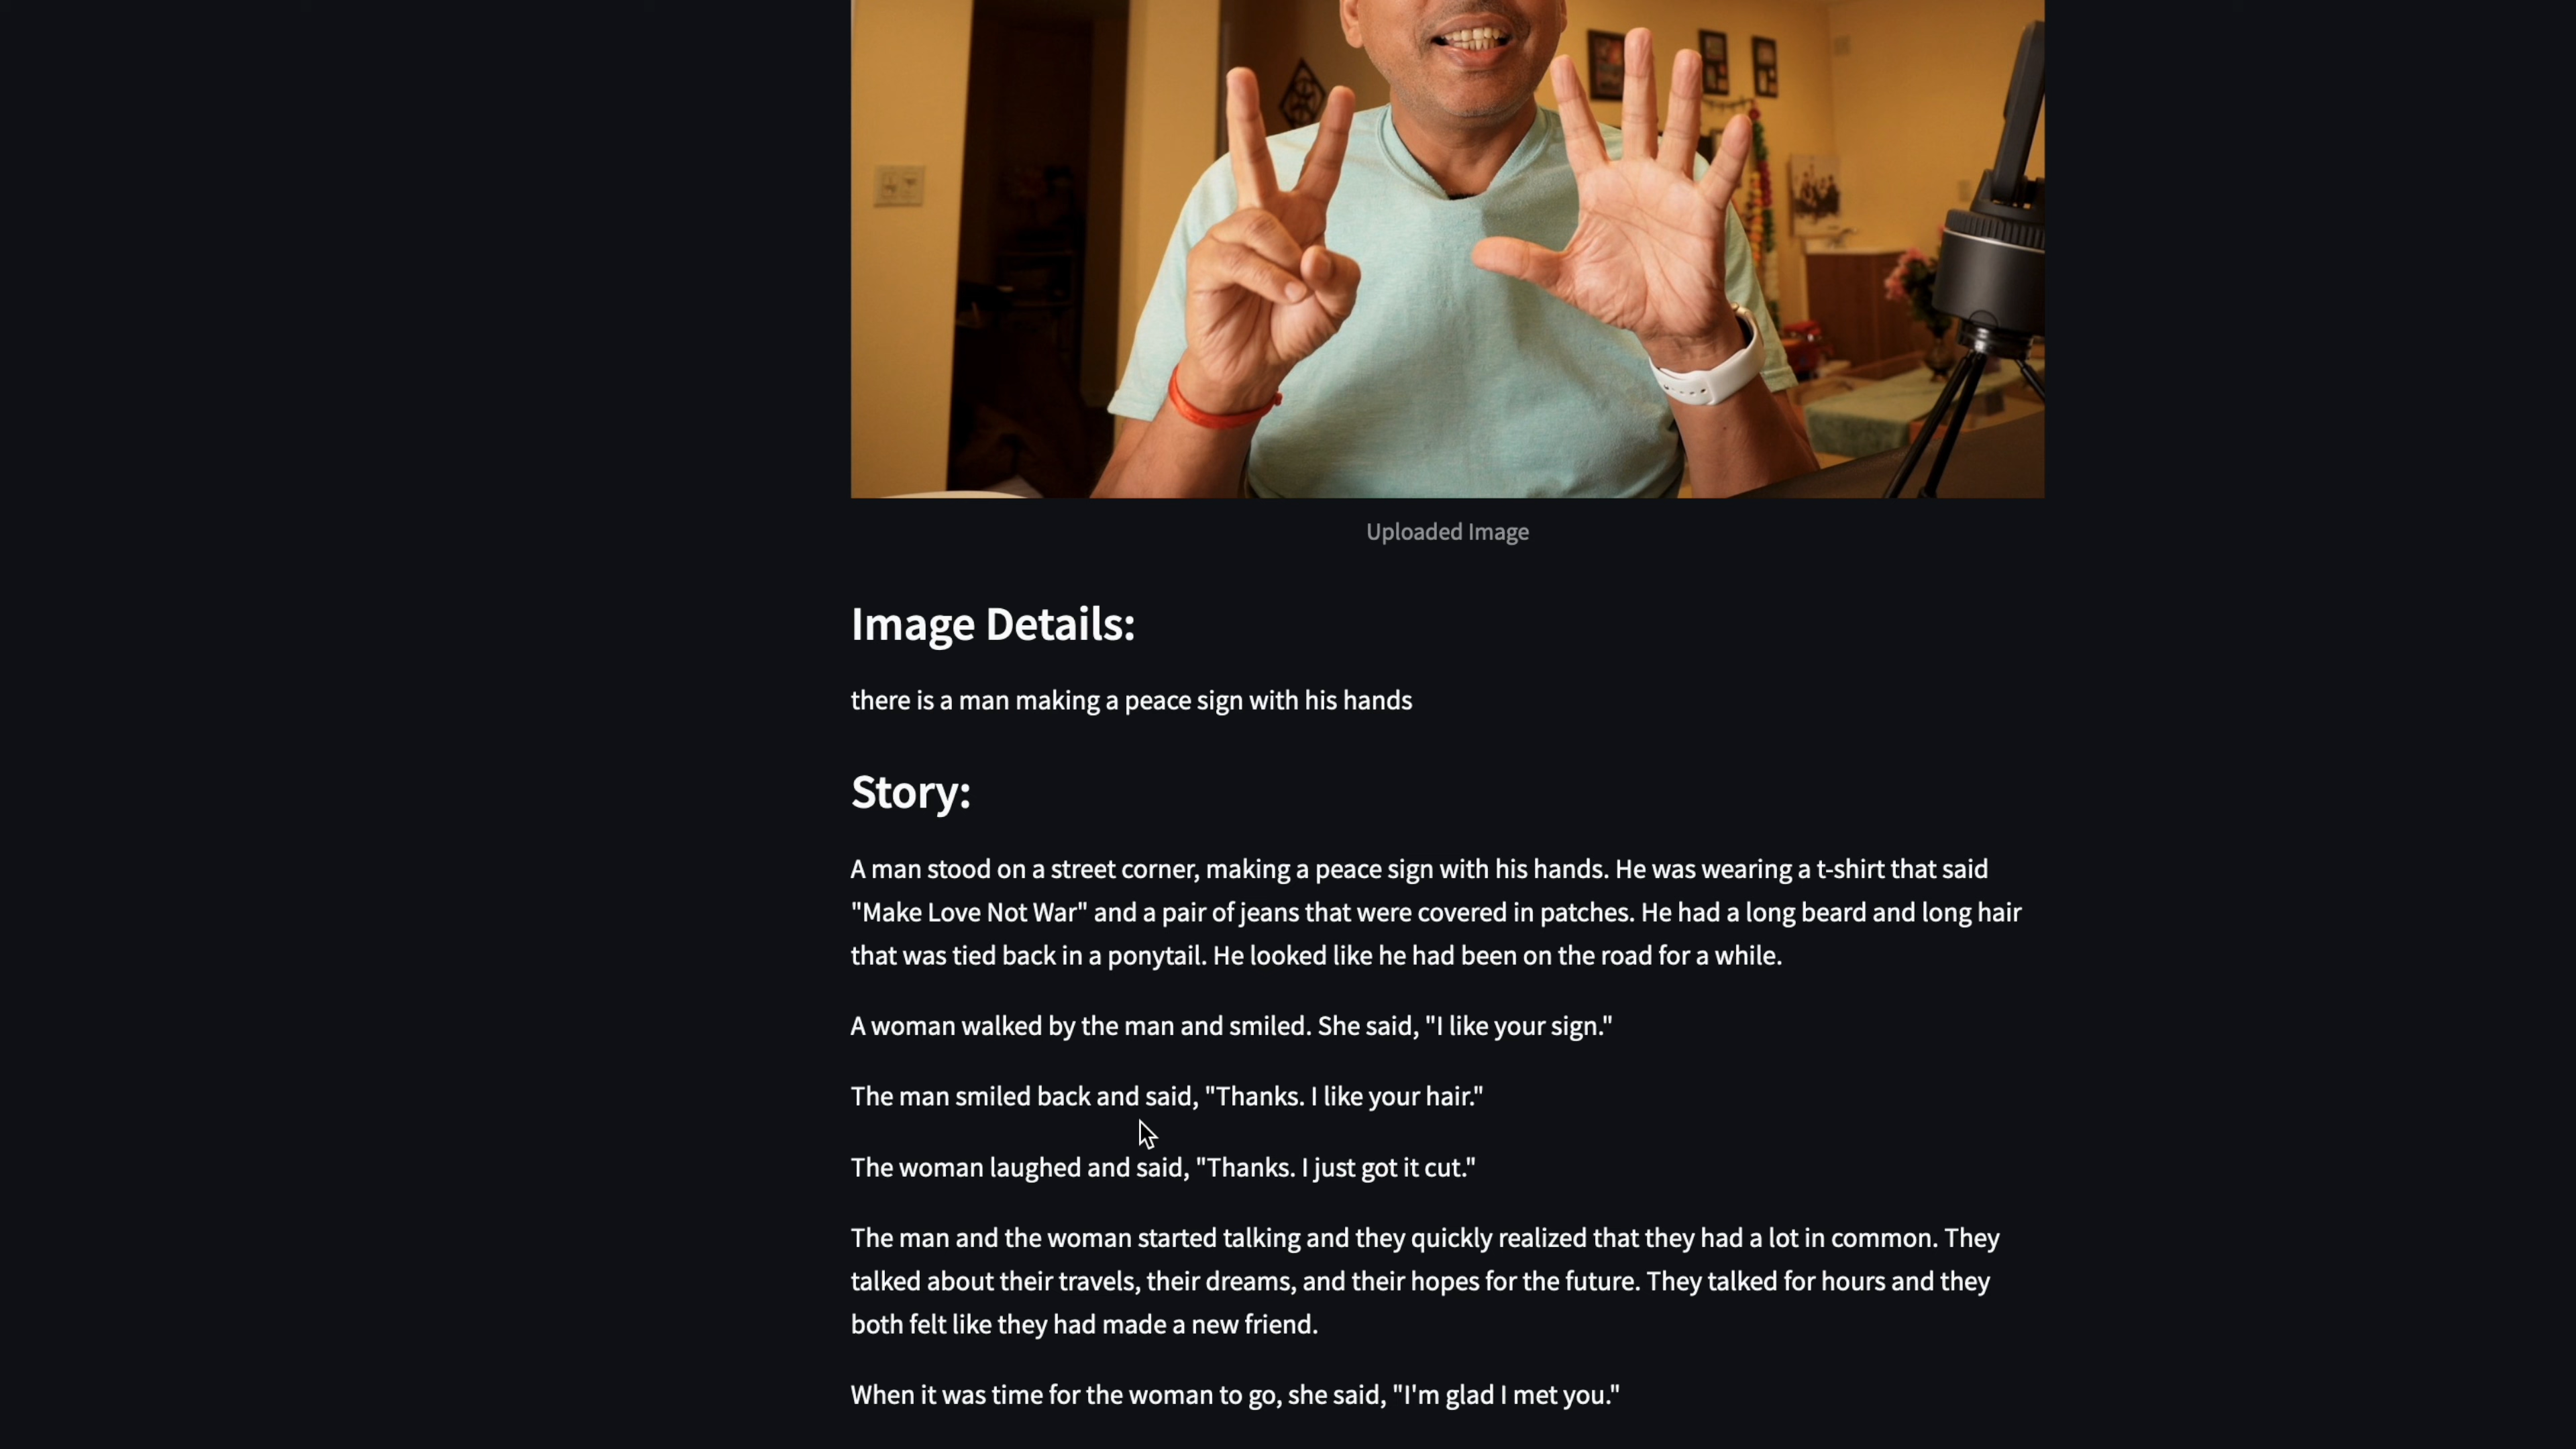 Uploaded Image
Image Details:
there is a man making a peace sign with his hands
Story:
A man stood on a street corner, making a peace sign with his hands. He was wearing a t-shirt that said
"Make Love Not War" and a pair of jeans that were covered in patches. He had a long beard and long hair
that was tied back in a ponytail. He looked like he had been on the road for a while.
A woman walked by the man and smiled. She said, "I like your sign."
The man smiled back and said, "Thanks. I like your hair."
The woman laughed and said, "Thanks. I just got it cut."
The man and the woman started talking and they quickly realized that they had a lot in common. They
talked about their travels, their dreams, and their hopes for the future. They talked for hours and they
both felt like they had made a new friend.
When it was time for the woman to go, she said, "I'm glad I met you."